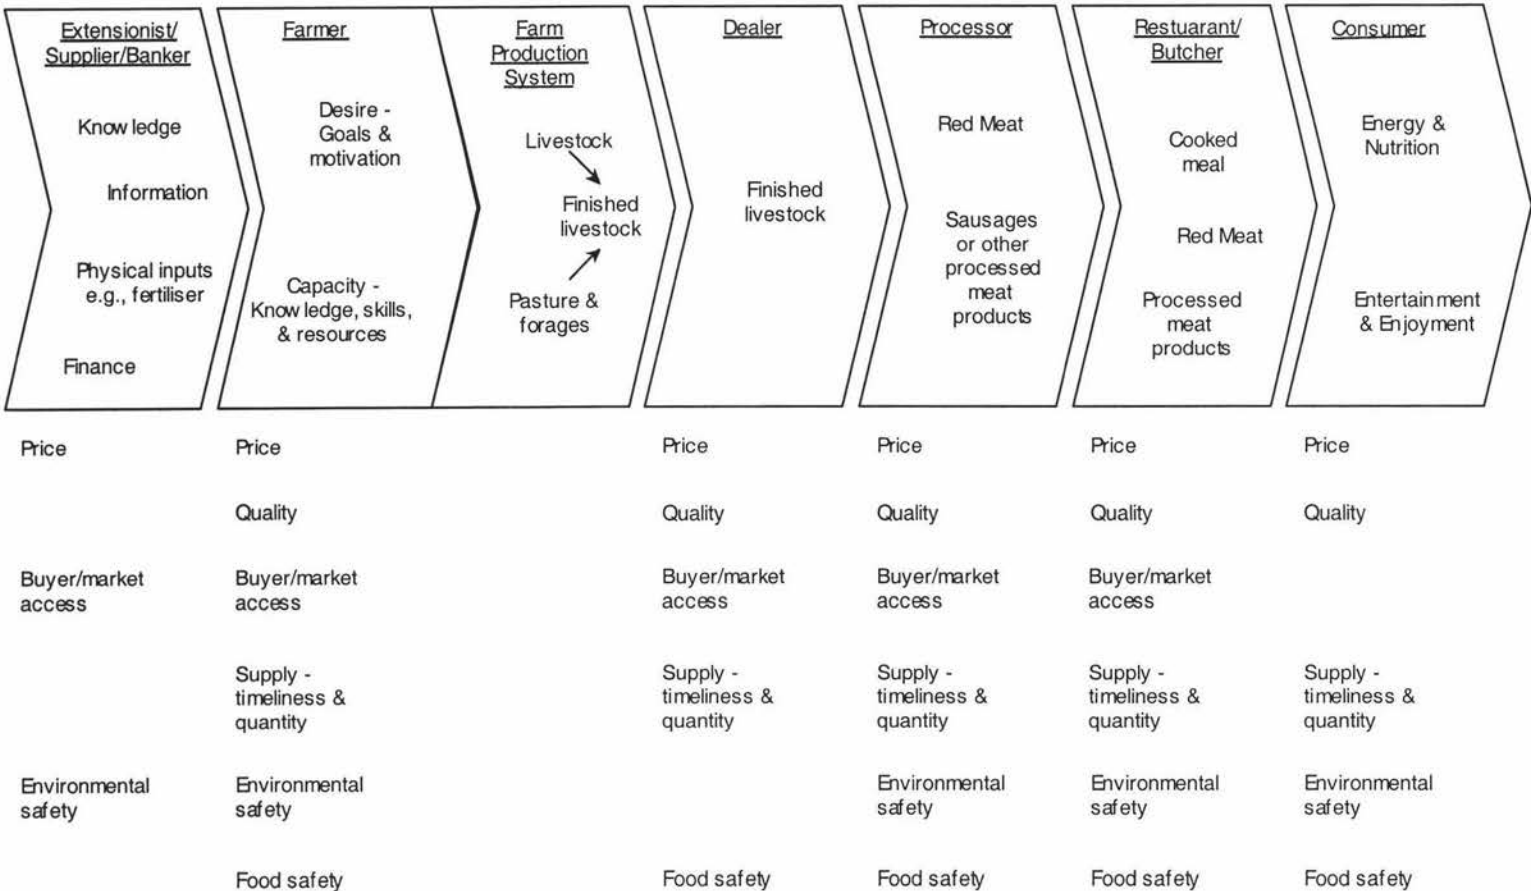 Extensionist/
Supplier/Banker
Knowledge
Information
Physical inputs
e.g., fertiliser
Finance
Farmer
Desire -
Goals &
motivation
Capacity -
Knowledge, skills,
& resources
Farm
Production
System
Livestock
Finished
livestock
Pasture &
forages
Dealer
Finished
livestock
Processor
Red Meat
Sausages
or other
processed
meat
products
Restuarant/
Butcher
Cooked
meal
Red Meat
Processed
meat
products
Consumer
Energy &
Nutrition
Entertainment
& Enjoyment
Price
Price
Price
Price
Price
Price
Quality
Quality
Quality
Quality
Quality
Buyer/market
access
Buyer/market
access
Buyer/market
access
Buyer/market
access
Buyer/market
access
Supply -
timeliness &
quantity
Supply -
timeliness &
quantity
Supply -
timeliness &
quantity
Supply -
timeliness &
quantity
Supply -
timeliness &
quantity
Environmental
safety
Environmental
safety
Environmental
safety
Environmental
safety
Environmental
safety
Food safety
Food safety
Food safety
Food safety
Food safety